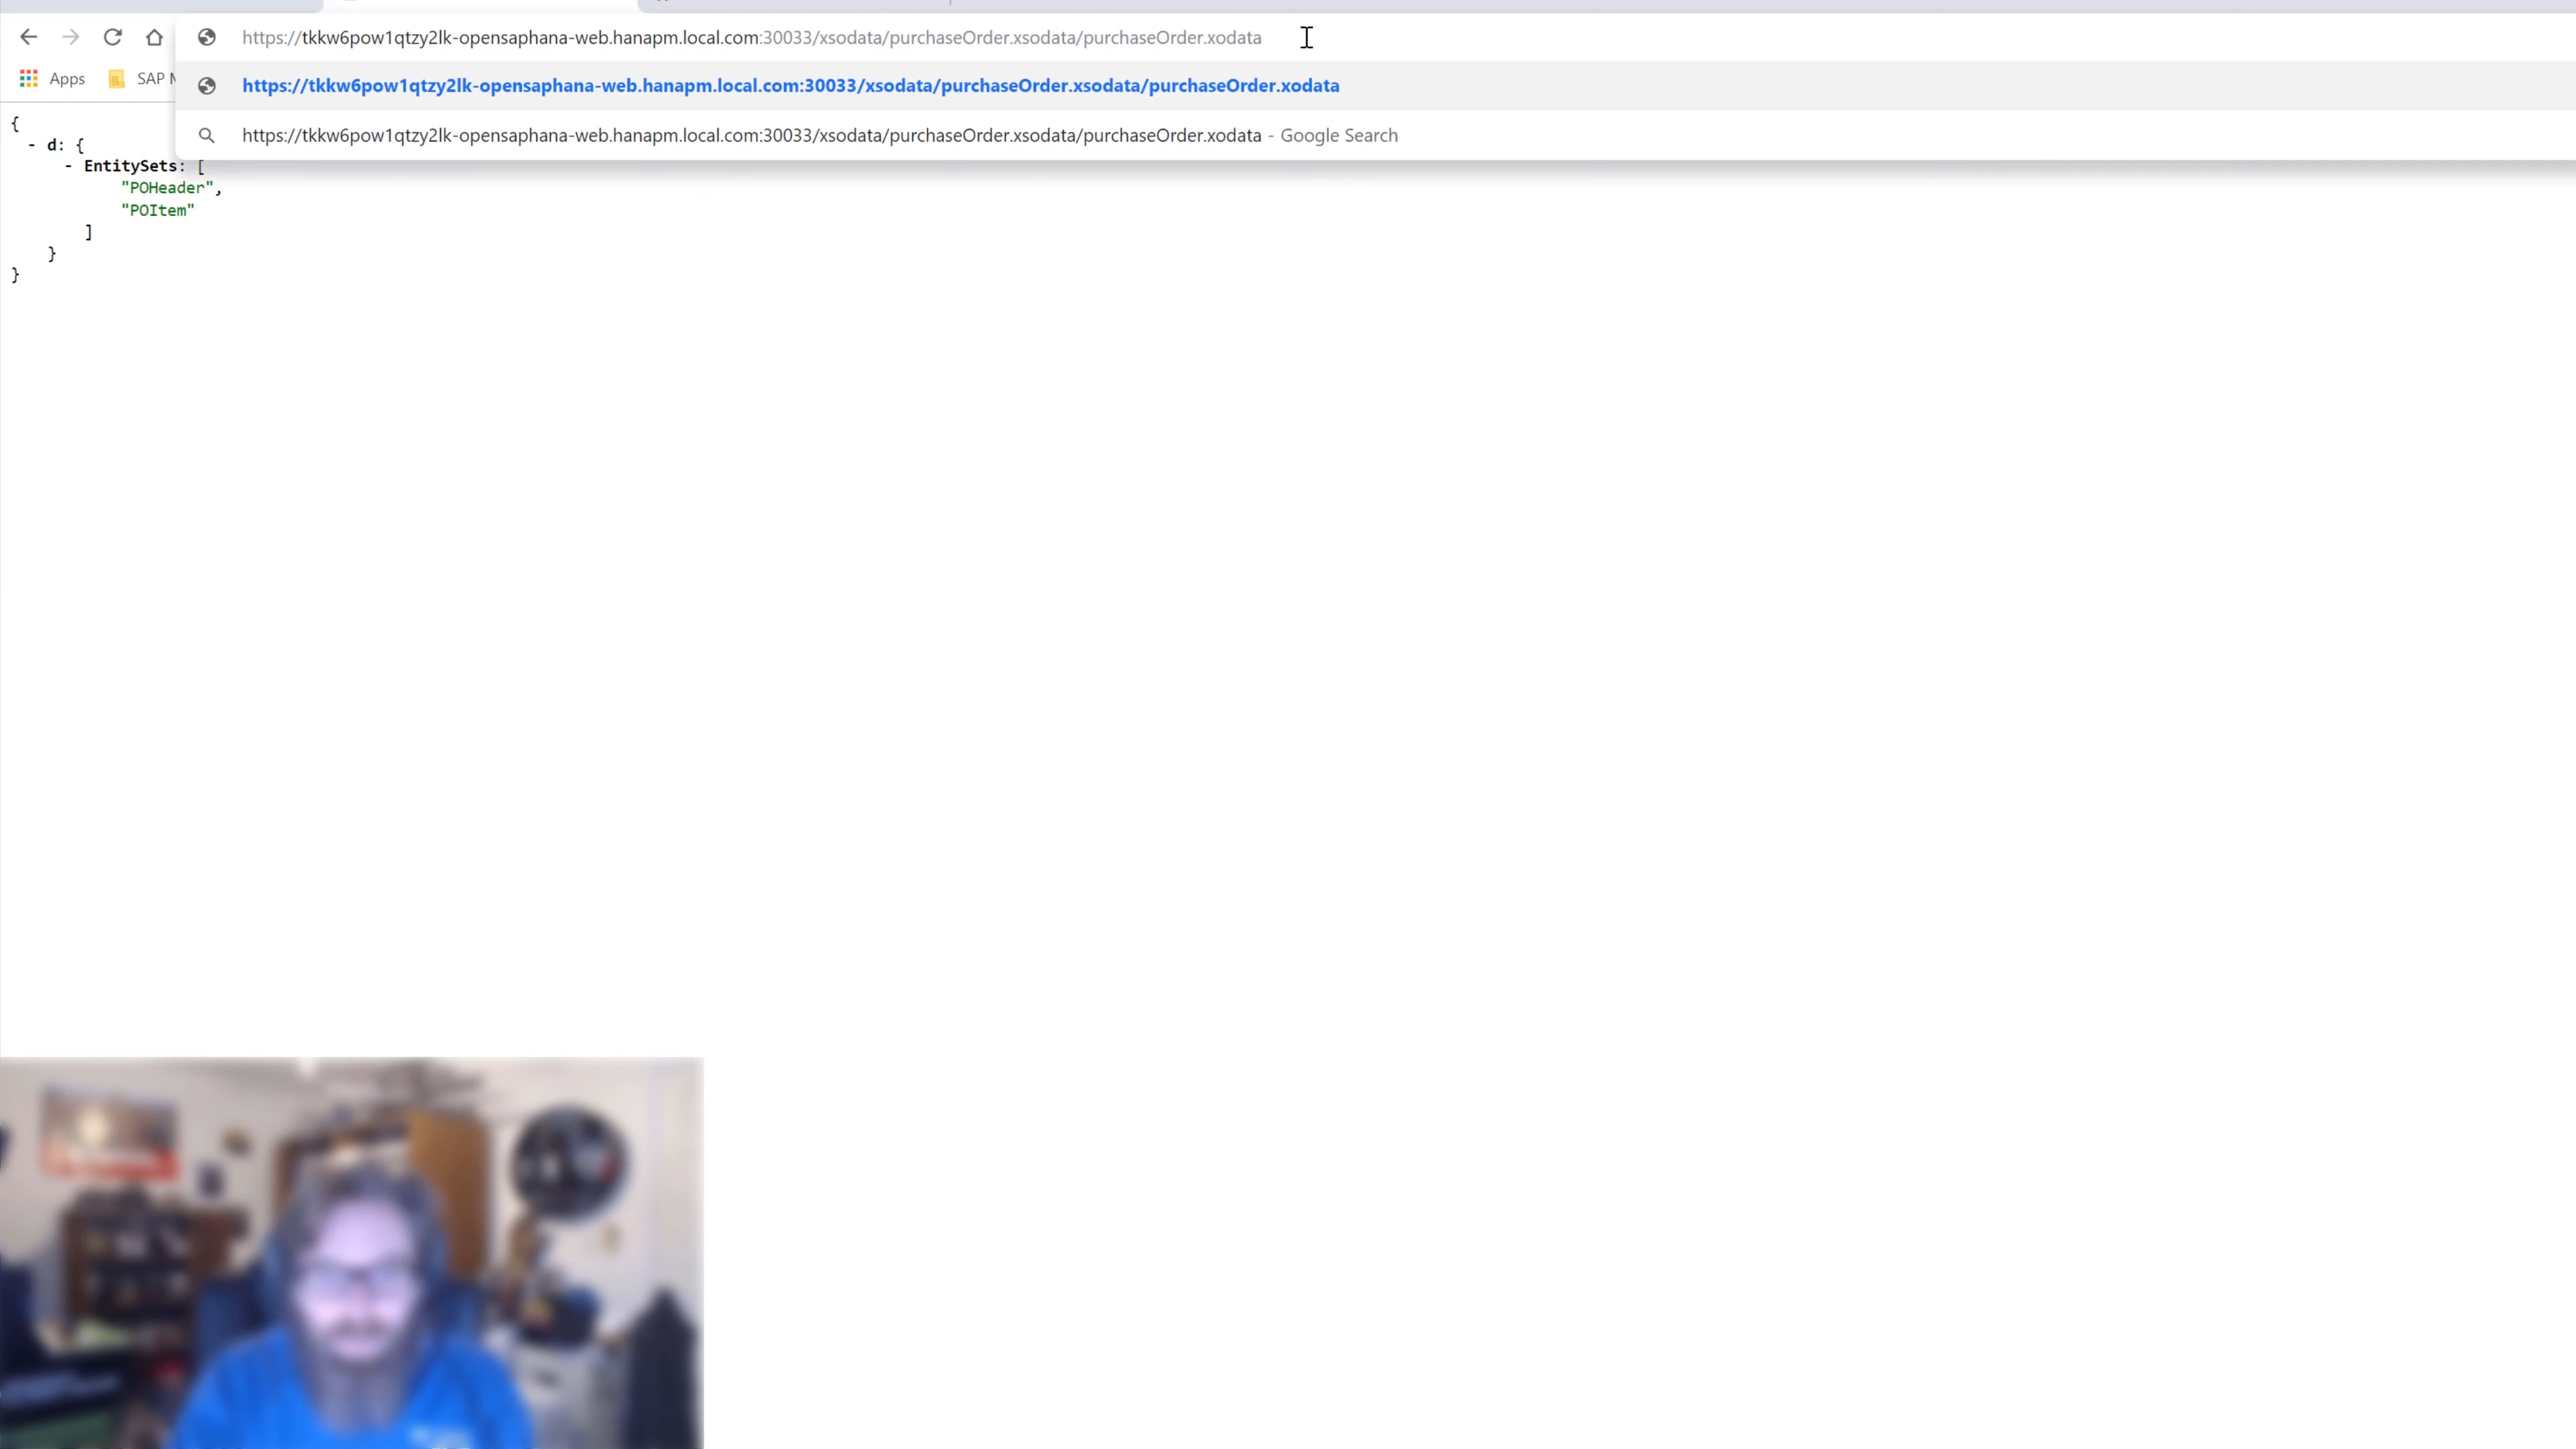 https://tkkw6pow1qtzy2lk-opensaphana-web.hanapm.local.com:30033/xsodata/purchaseOrder.xsodata/purchaseOrder.xodata
https://tkkw6pow1qtzy2lk-opensaphana-web.hanapm.local.com:30033/xsodata/purchaseOrder.xsodata/purchaseOrder.xodata
Apps SAP
https://tkkw6pow1qtzy2lk-opensaphana-web.hanapm.local.com:30033/xsodata/purchaseOrder.xsodata/purchaseOrder.xodata - Google Search
{
- d: {
- EntitySets: [
"POHeader",
"POItem"
]
}
}